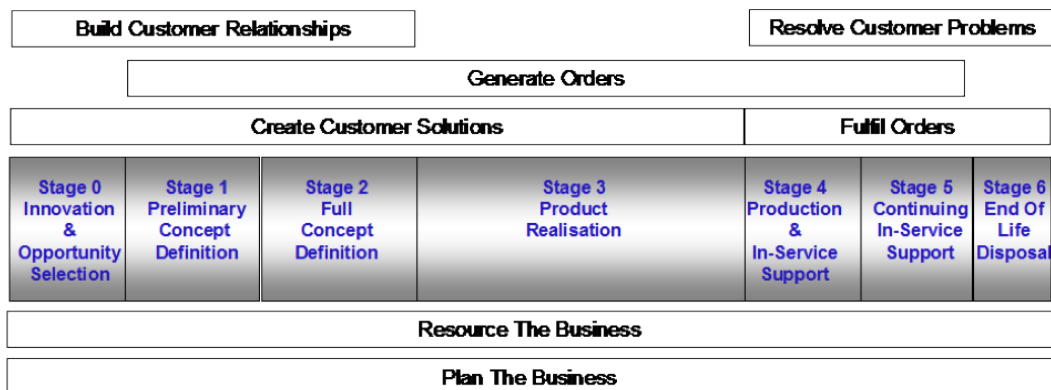 Build Customer Relationships
Resolve Customer Problems
Generate Orders
Create Customer Solutions
Fulfil Orders
Stage 0
Innovation
&
Opportunity
Selection
Stage 1
Preliminary
Concept
Definition
Stage 2
Full
Concept
Definition
Stage 3
Product
Realisation
Stage 4
Production
&
In-Service
Support
Stage 5
Continuing
In-Service
Support
Stage 6
End Of
Life
Disposal
Resource The Business
Plan The Business